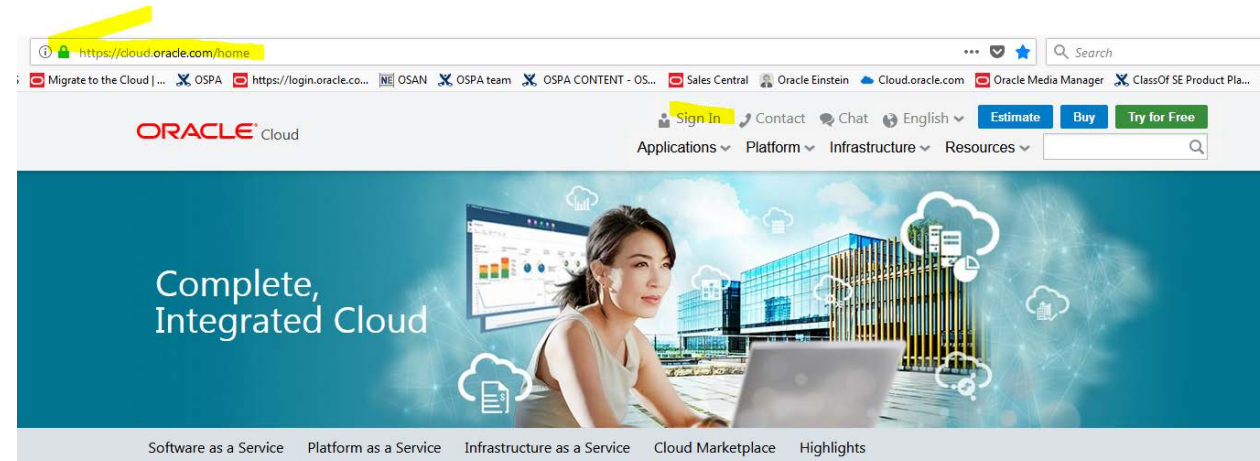 https://cloud.oracle.com/home ••• Search
S Migrate to the Cloud | ... OSPA https://login.oracle.co... NE OSAN OSPA team OSPA CONTENT - OS... Sales Central Oracle Einstein Cloud.oracle.com Oracle Media Manager ClassOf SE Product Pla...
ORACLE Cloud
Sign In Contact Chat English Estimate Buy Try for Free
Applications Platform Infrastructure Resources
Complete,
Integrated Cloud
Software as a Service Platform as a Service Infrastructure as a Service Cloud Marketplace Highlights